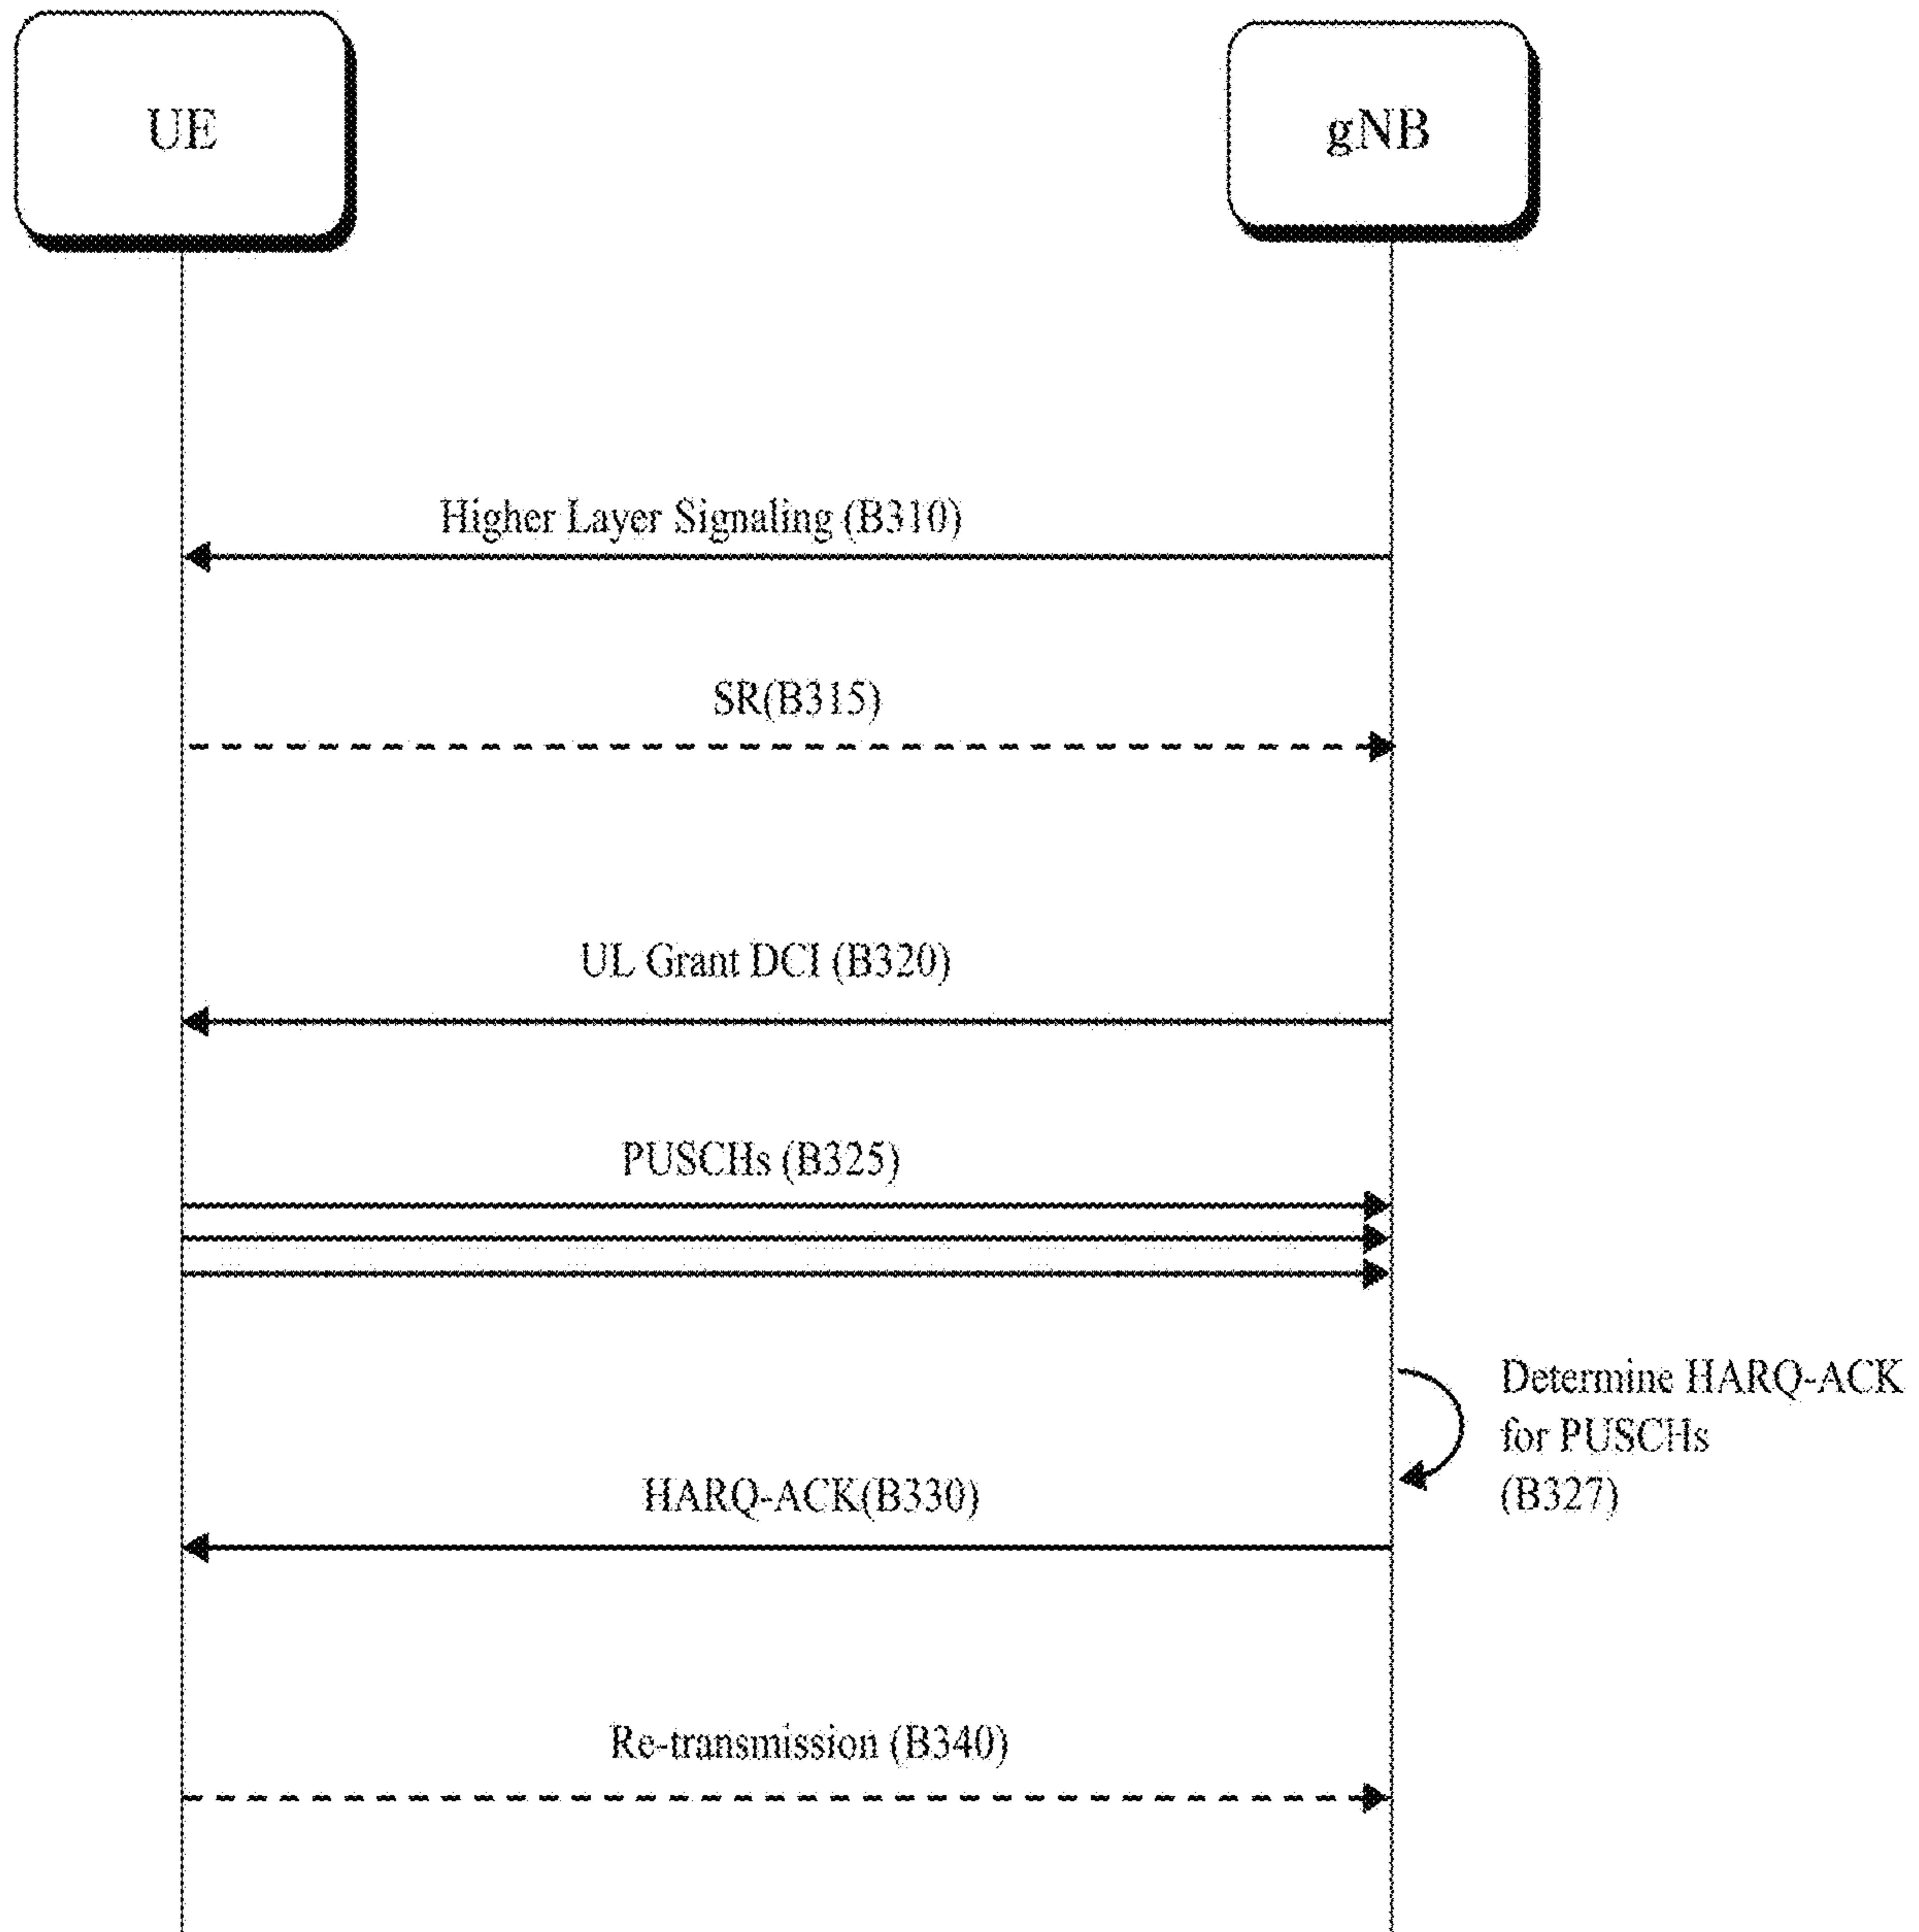 UE
gNB
Higher Layer Signaling (B310)
SR(B315)
UL Grant DCI (B320)
PUSCHs (B325)
Determine HARQ-ACK
for PUSCHs
(B327)
HARQ-ACK(B330)
Re-transmission (B340)